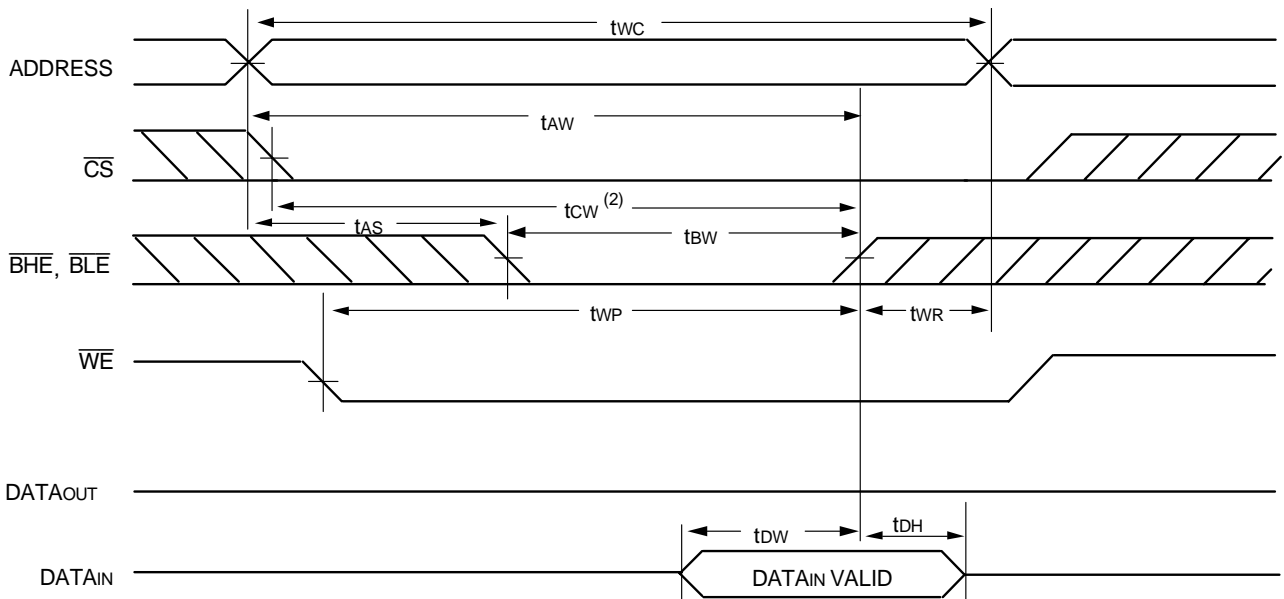 tWC
ADDRESS
tAW
CS
tCW (2)
tAS
tBW
BHE, BLE
tWP
tWR
WE
DATAOUT
tDW
tDH
DATAIN
DATAIN VALID